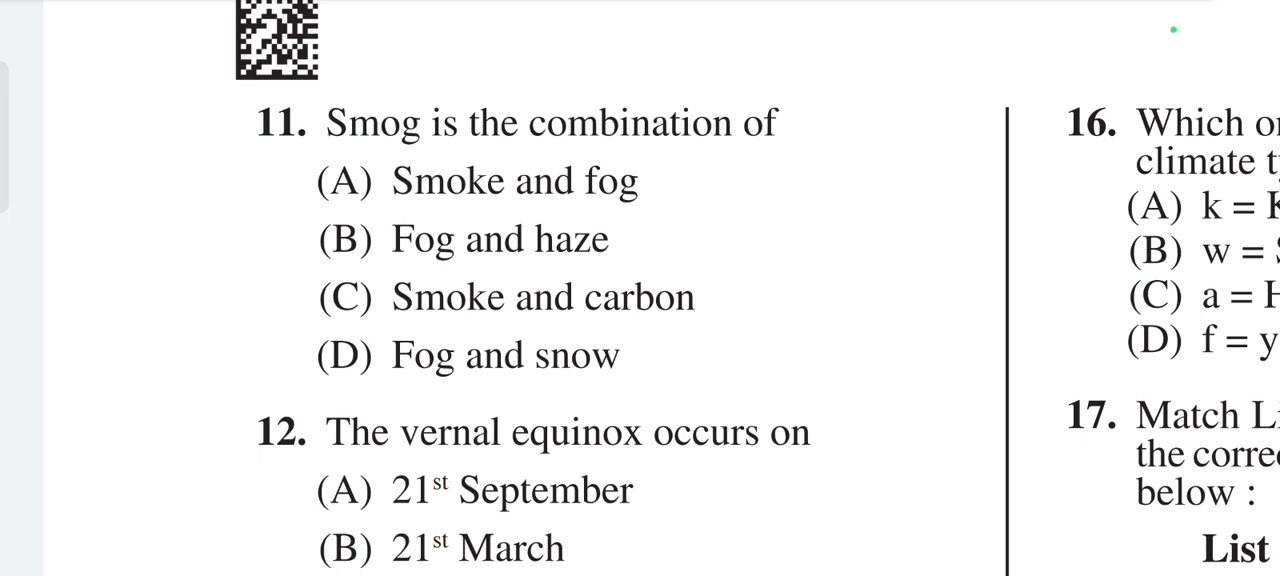 11. Smog is the combination of
(A) Smoke and fog
(B) Fog and haze
(C) Smoke and carbon
(D) Fog and snow
12. The vernal equinox occurs on
(A) 21st September
(B) 21st March
16. Which
climate
(A) k =
(B) w =
(C) a =
(D) f = y
17. Match
the
below :
List